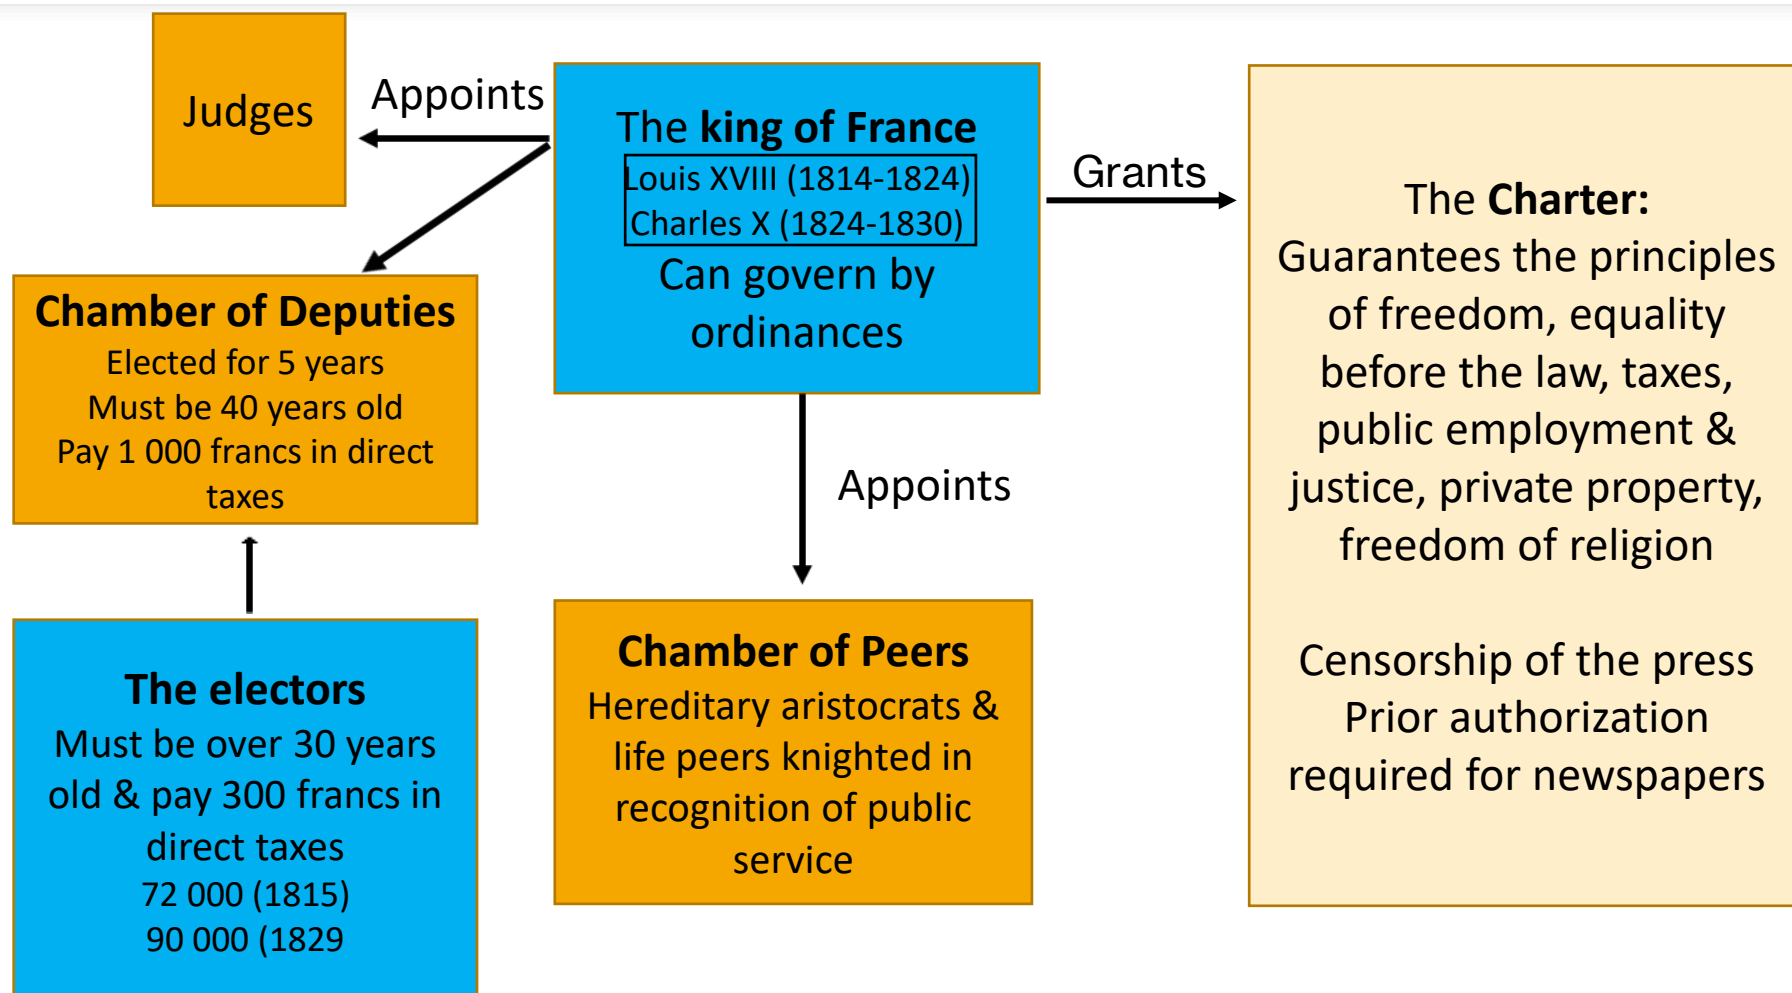 Judges
Appoints
The king of France
Louis XVIII (1814-1824)
Charles X (1824-1830)
Can govern by
ordinances
Grants
The Charter:
Guarantees the principles
of freedom, equality
before the law, taxes,
public employment &
justice, private property,
freedom of religion
Censorship of the press
Prior authorization
required for newspapers
Chamber of Deputies
Elected for 5 years
Must be 40 years old
Pay 1 000 francs in direct
taxes
Appoints
The electors
Must be over 30 years
old & pay 300 francs in
direct taxes
72 000 (1815)
90 000 (1829
Chamber of Peers
Hereditary aristocrats &
life peers knighted in
recognition of public
service